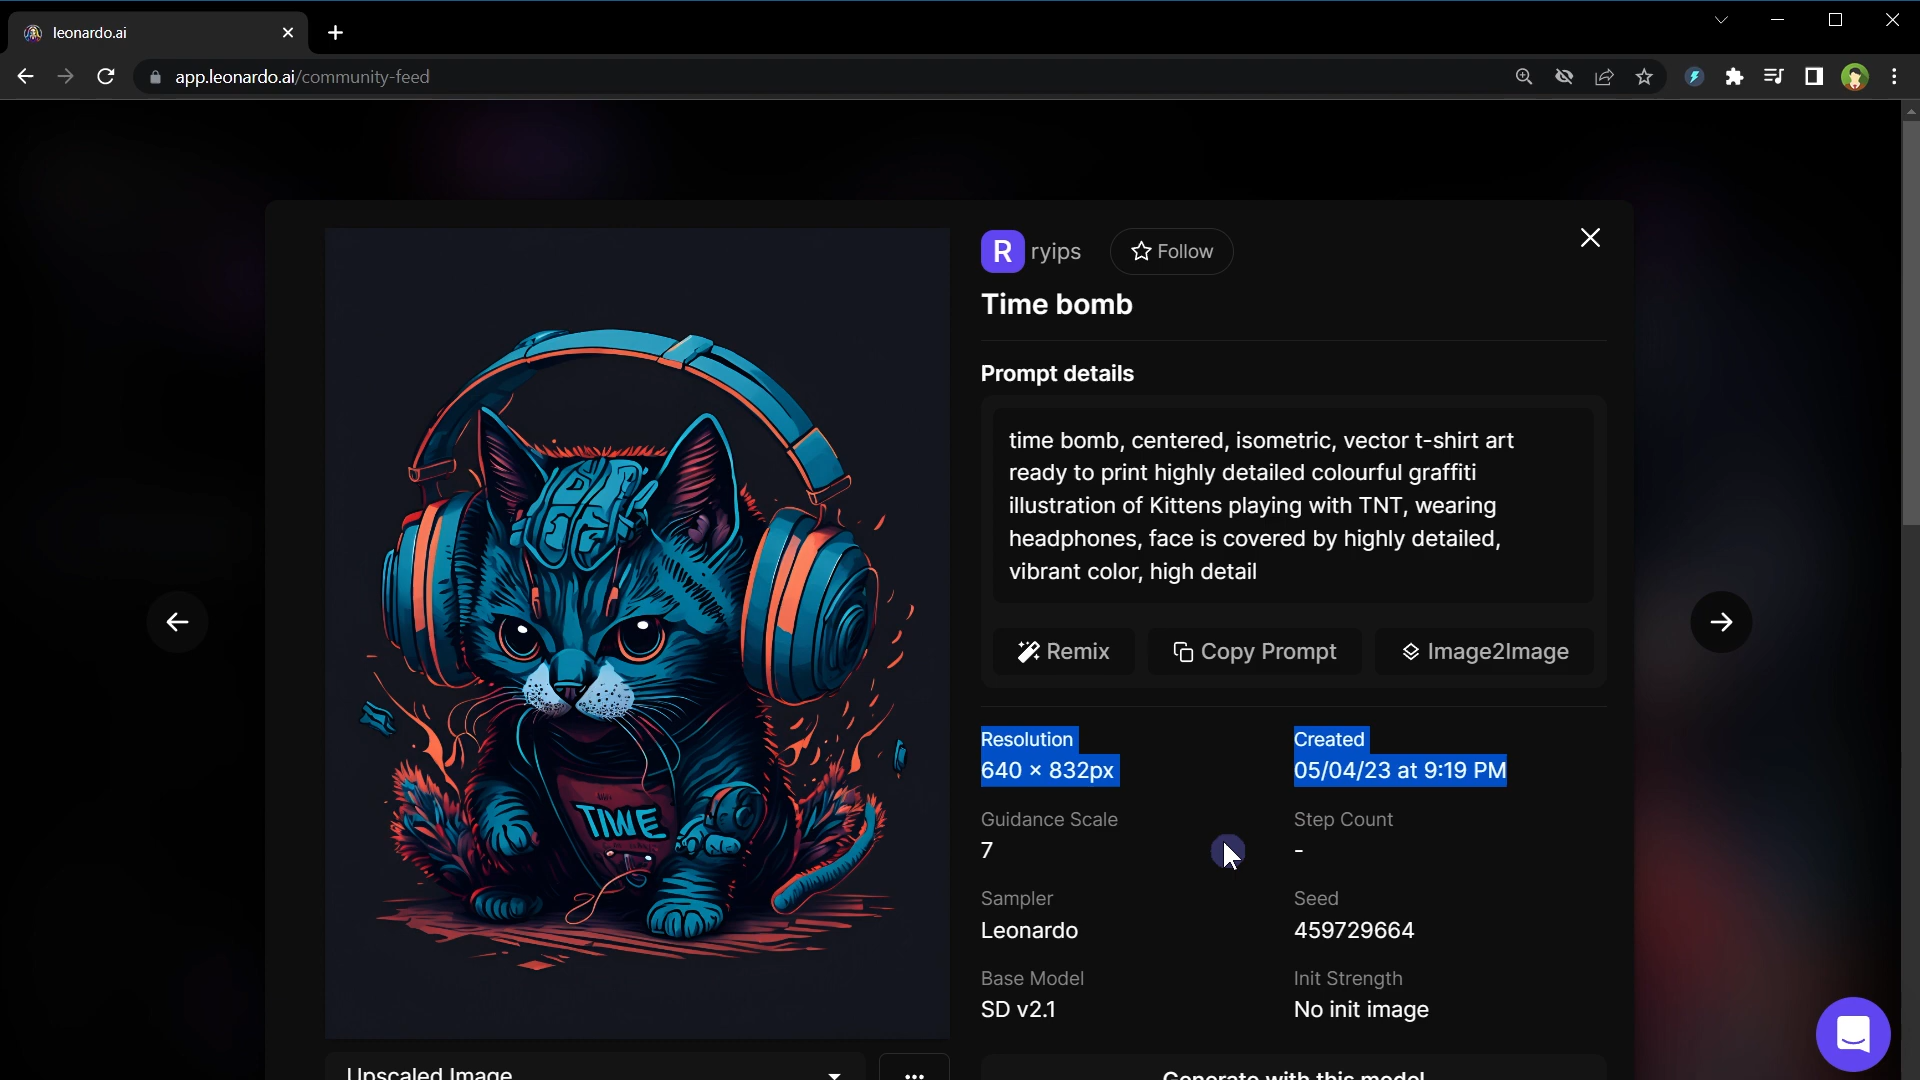 leonardo.ai
app.leonardo.ai/community-feed
R ryips Follow
Time bomb
Prompt details
time bomb, centered, isometric, vector t-shirt art
ready to print highly detailed colourful graffiti
illustration of Kittens playing with TNT, wearing
headphones, face is covered by highly detailed,
vibrant color, high detail
Remix Copy Prompt Image2Image
Resolution Created
640 × 832px 05/04/23 at 9:19 PM
Guidance Scale Step Count
7 -
Sampler Seed
Leonardo 459729664
Base Model Init Strength
SD v2.1 No init image
TIWE
Upscaled Image
Generate with this model